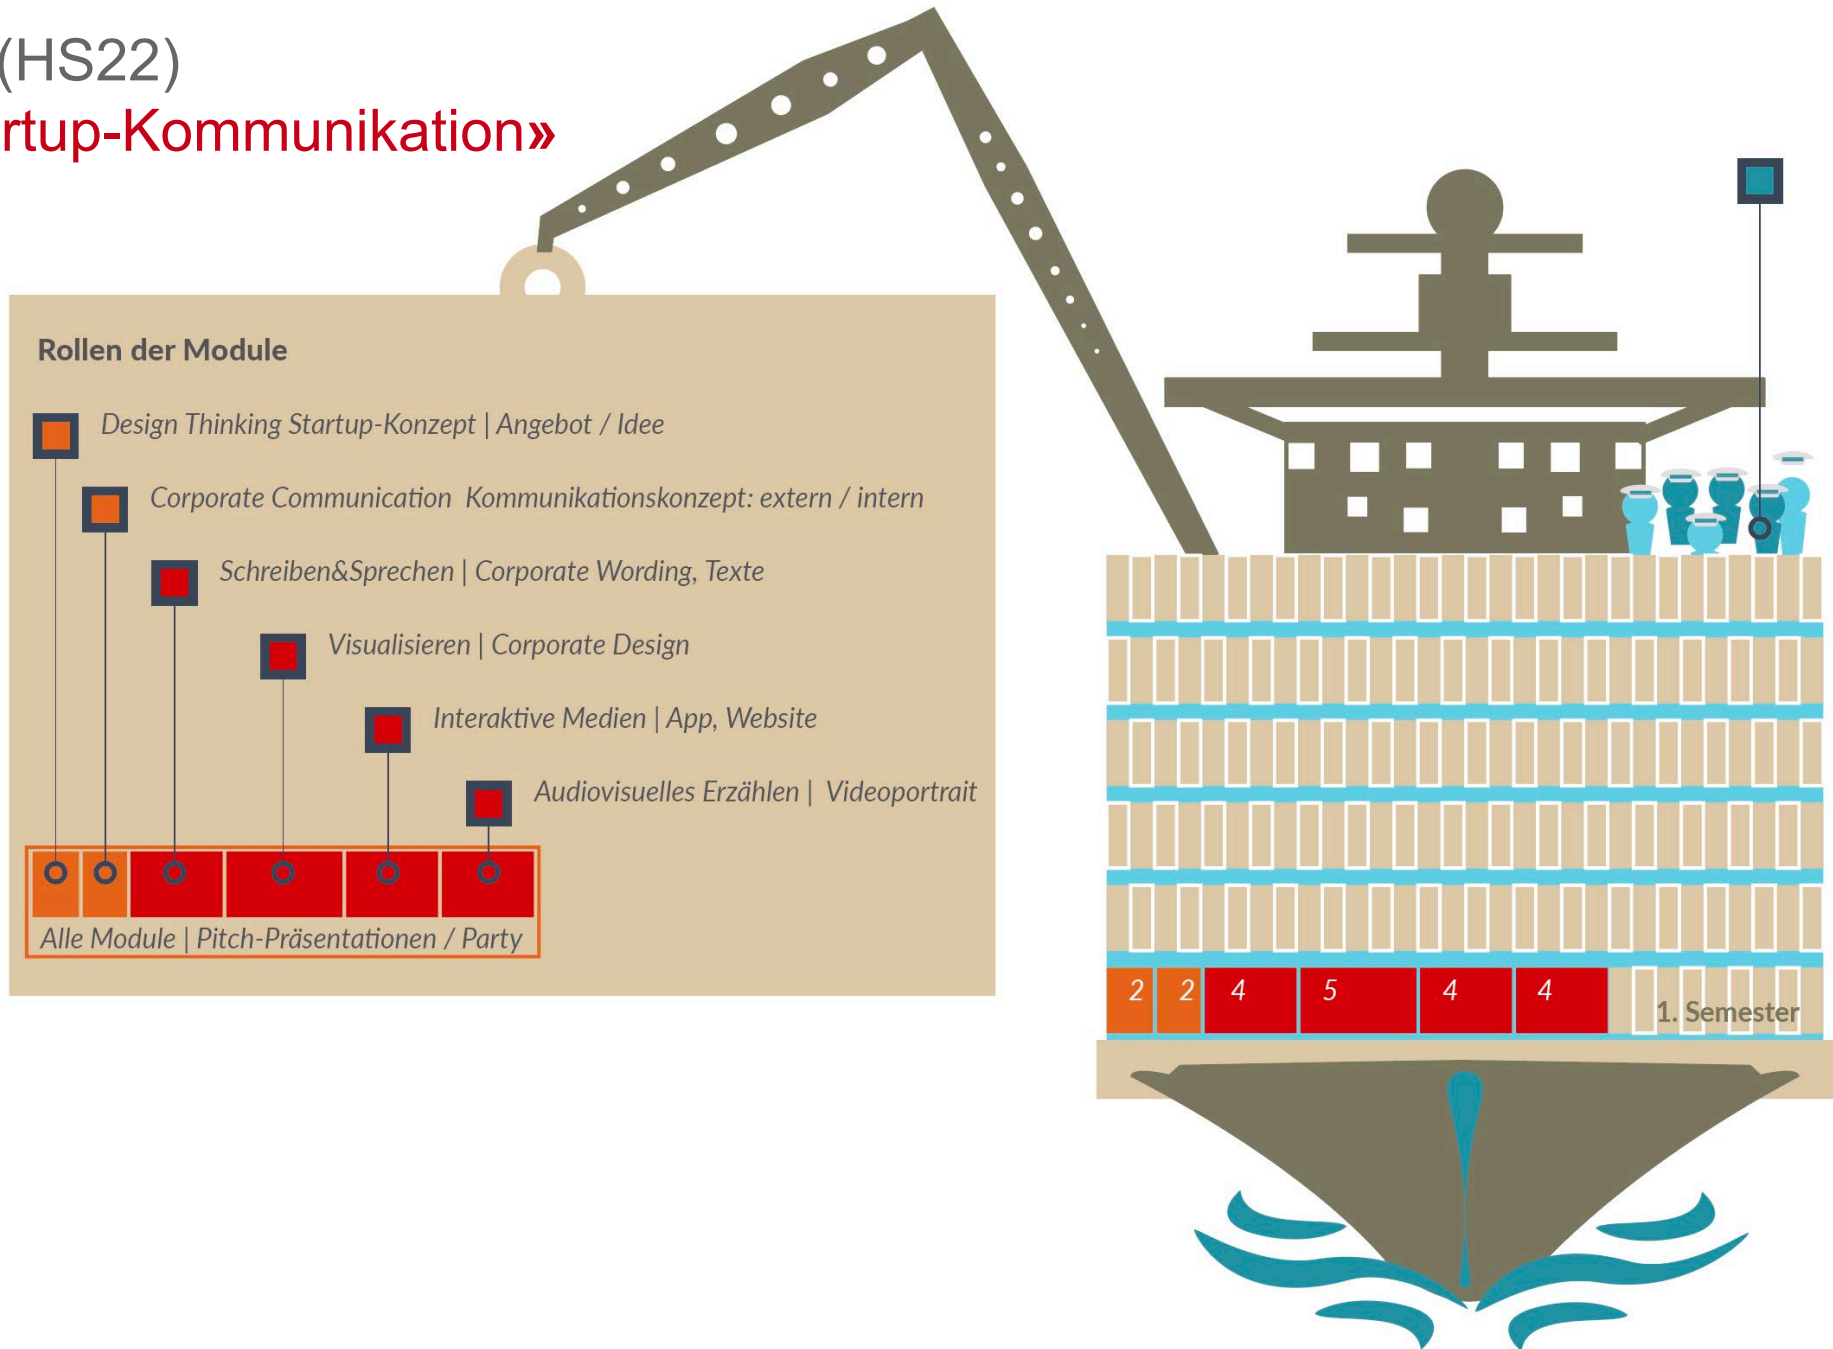 (HS22)
rtup-Kommunikation»
Rollen der Module
Design Thinking Startup-Konzept | Angebot / Idee
Corporate Communication Kommunikationskonzept: extern / intern
Schreiben&Sprechen | Corporate Wording, Texte
Visualisieren | Corporate Design
Interaktive Medien | App, Website
Audiovisuelles Erzählen | Videoportrait
Alle Module | Pitch-Präsentationen / Party
2 2 4 5 4 4
1. Semester